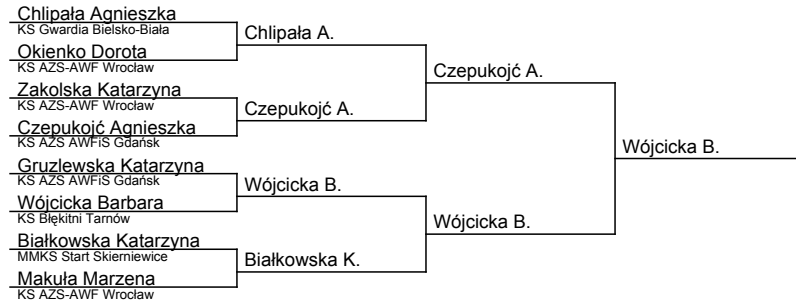 Chlipała Agnieszka
KS Gwardia Bielsko-Biała
Okienko Dorota
KS AZS-AWF Wrocław
Zakolska Katarzyna
KS AZS-AWF Wrocław
Czepukojć Agnieszka
KS AZS AWFiS Gdańsk
Gruzlewska Katarzyna
KS AZS AWFiS Gdańsk
Wójcicka Barbara
KS Błękitni Tarnów
Białkowska Katarzyna
MMKS Start Skierniewice
Makuła Marzena
KS AZS-AWF Wrocław
Chlipała A.
Czepukojć A.
Wójcicka B.
Białkowska K.
Czepukojć A.
Wójcicka B.
Wójcicka B.